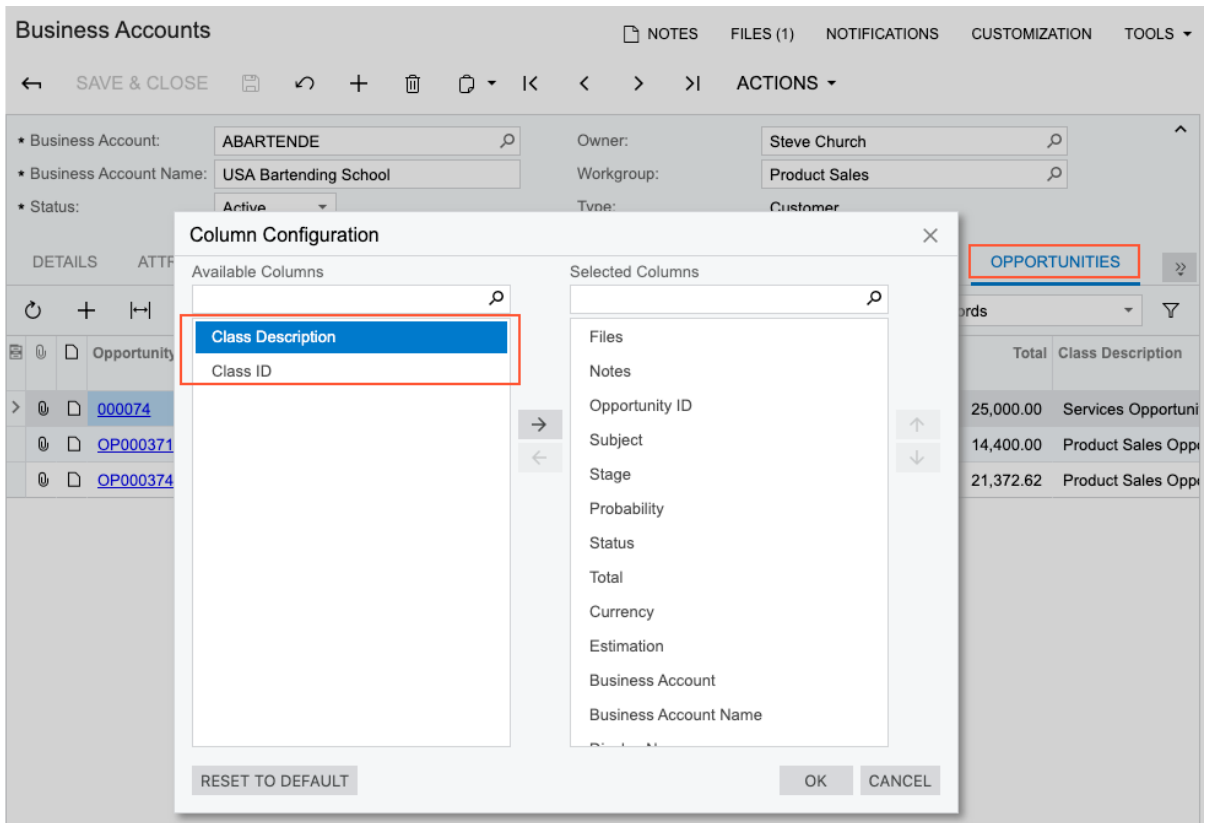 Business Accounts
NOTES FILES (1) NOTIFICATIONS CUSTOMIZATION TOOLS
SAVE & CLOSE ACTIONS
* Business Account: ABARTENDE Owner: Steve Church
* Business Account Name: USA Bartending School Workgroup: Product Sales
* Status: Active Type: Customer
DETAILS ATTR OPPORTUNITIES
Column Configuration
Available Columns Selected Columns
Class Description
Class ID
Files
Notes
Opportunity ID
Subject
Stage
Probability
Status
Total
Currency
Estimation
Business Account
Business Account Name
RESET TO DEFAULT OK CANCEL
ords
Opportunity Total Class Description
000074 25,000.00 Services Opportuni
OP000371 14,400.00 Product Sales Oppo
OP000374 21,372.62 Product Sales Oppo